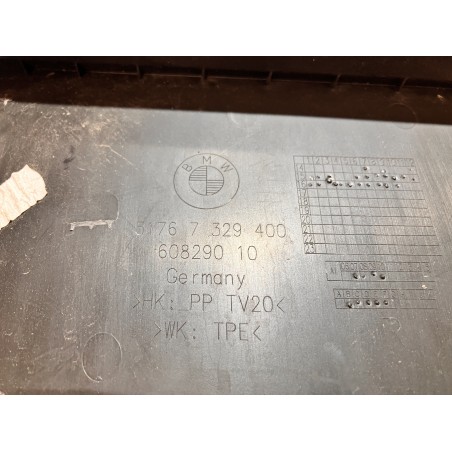 BMW
5176 7 329 400
608290 10
Germany
>HK: PP TV20<
>WK: TPE<